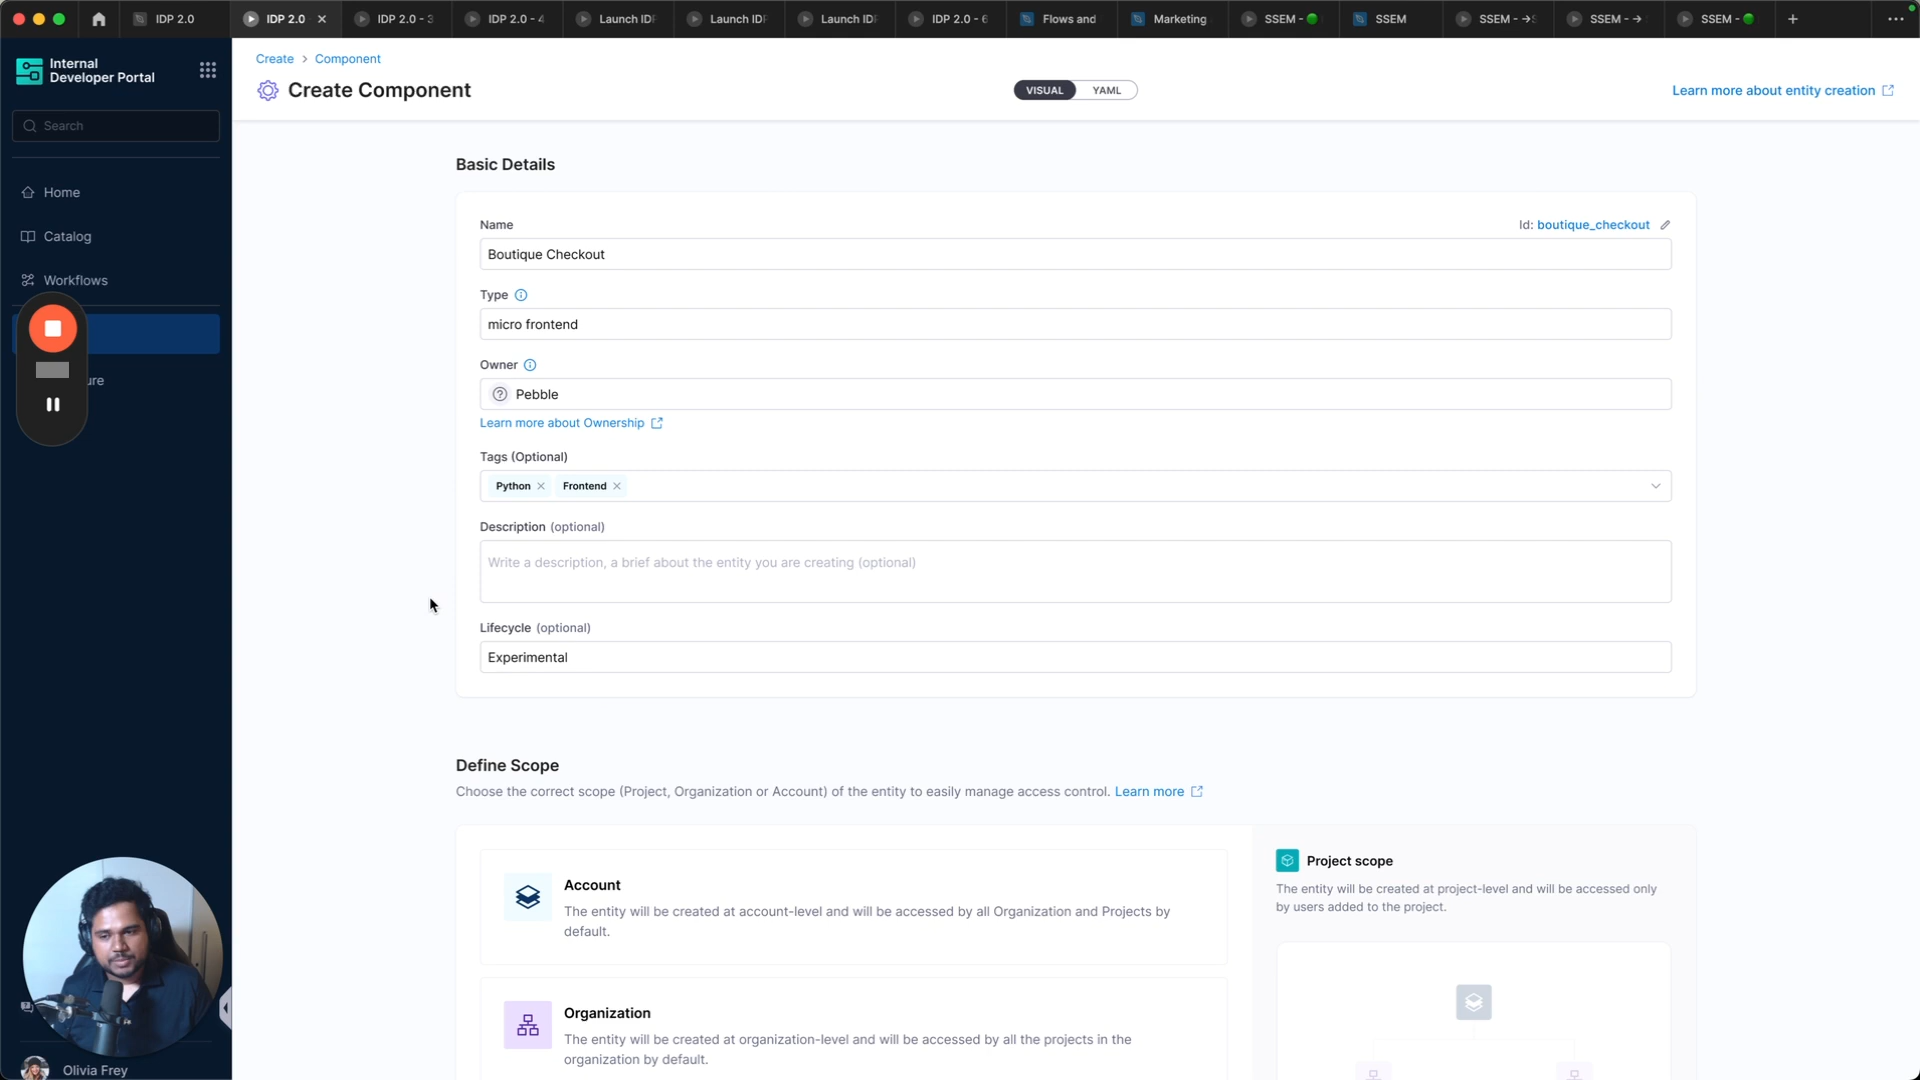 IDP 2.0
IDP 2.0
IDP 2.0 - 3
IDP 2.0 - 4
Launch IDP
Launch IDP
Launch IDP
IDP 2.0 - 6
Flows and
Marketing
SSEM -
SSEM
SSEM - →
SSEM - →
SSEM -
Internal
Developer Portal
Search
Home
Catalog
Workflows
ure
Olivia Frey
Create > Component
Create Component
VISUAL YAML
Learn more about entity creation
Basic Details
Name
Id: boutique_checkout
Boutique Checkout
Type
micro frontend
Owner
Pebble
Learn more about Ownership
Tags (Optional)
Python Frontend
Description (optional)
Write a description, a brief about the entity you are creating (optional)
Lifecycle (optional)
Experimental
Define Scope
Choose the correct scope (Project, Organization or Account) of the entity to easily manage access control. Learn more
Account
The entity will be created at account-level and will be accessed by all Organization and Projects by
default.
Organization
The entity will be created at organization-level and will be accessed by all the projects in the
organization by default.
Project scope
The entity will be created at project-level and will be accessed only
by users added to the project.